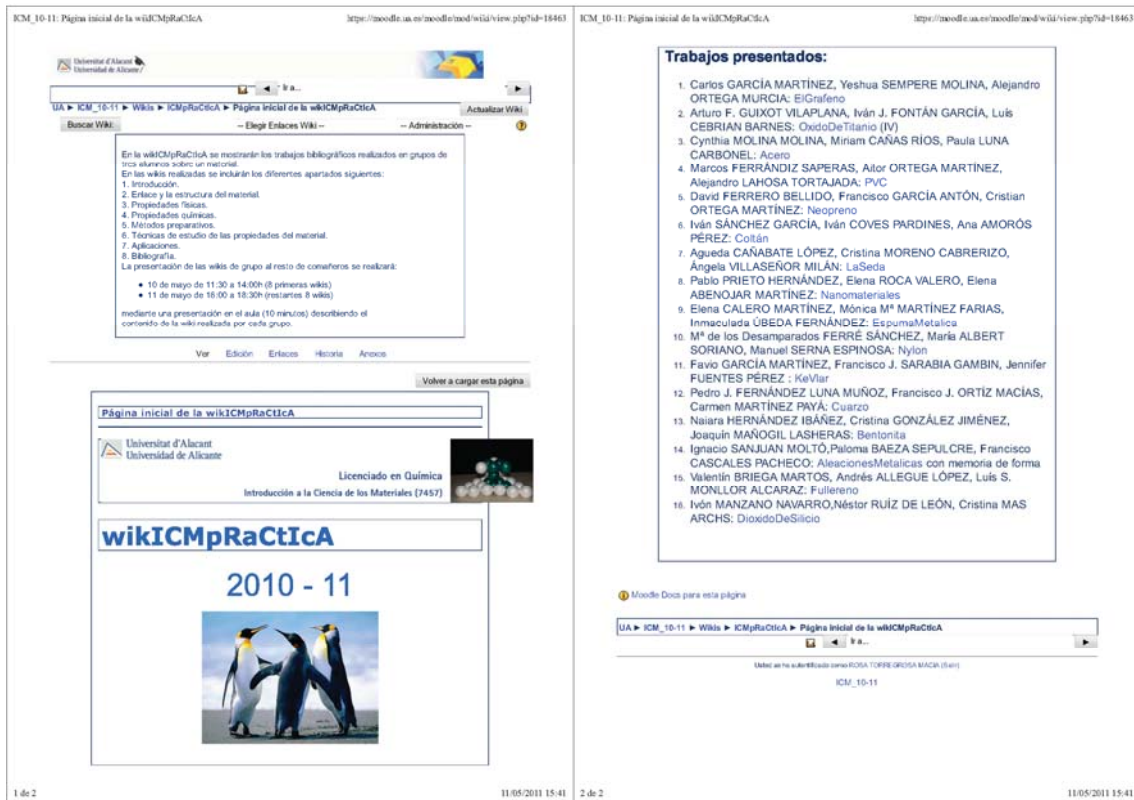 ICM_10-11: Página inicial de la wikICMpRaCtIcA
https://moodle.ua.es/moodle/mod/wiki/view.php?id=18463
Universitat d'Alacant
Universidad de Alicante
Ir a...
UA ► ICM_10-11 ► Wikis ► ICMpRaCticA ► Página inicial de la wikICMpRaCtIcA
Actualizar Wiki
Buscar Wiki:
-- Elegir Enlaces Wiki --
-- Administración --
En la wikICMpRaCtIcA se mostrarán los trabajos bibliográficos realizados en grupos de
tres alumnos sobre un material.
En las wikis realizadas se incluirán los diferentes apartados siguientes:
1. Introducción.
2. Enlace y la estructura del material.
3. Propiedades físicas.
4. Propiedades químicas.
5. Métodos preparativos.
6. Técnicas de estudio de las propiedades del material.
7. Aplicaciones.
8. Bibliografía.
La presentación de las wikis de grupo al resto de comañeros se realizará:
• 10 de mayo de 11:30 a 14:00h (8 primeras wikis)
• 11 de mayo de 16:00 a 18:30h (restantes 8 wikis)
mediante una presentación en el aula (10 minutos) describiendo el
contenido de la wiki realizada por cada grupo.
Ver Edición Enlaces Historia Anexos
Volver a cargar esta página
Página inicial de la wikICMpRaCtIcA
Universitat d'Alacant
Universidad de Alicante
Licenciado en Química
Introducción a la Ciencia de los Materiales (7457)
wikICMpRaCtIcA
2010 - 11
1 de 2
11/05/2011 15:41
ICM_10-11: Página inicial de la wikICMpRaCtIcA
https://moodle.ua.es/moodle/mod/wiki/view.php?id=18463
Trabajos presentados:
1. Carlos GARCÍA MARTÍNEZ, Yeshua SEMPERE MOLINA, Alejandro
ORTEGA MURCIA: ElGrafeno
2. Arturo F. GUIXOT VILAPLANA, Iván J. FONTÁN GARCÍA, Luis
CEBRIAN BARNES: OxidoDeTitanio (IV)
3. Cynthia MOLINA MOLINA, Miriam CAÑAS RÍOS, Paula LUNA
CARBONEL: Acero
4. Marcos FERRÁNDIZ SAPERAS, Aitor ORTEGA MARTÍNEZ,
Alejandro LAHOSA TORTAJADA: PVC
5. David FERRERO BELLIDO, Francisco GARCÍA ANTÓN, Cristian
ORTEGA MARTÍNEZ: Neopreno
6. Iván SÁNCHEZ GARCÍA, Iván COVES PARDINES, Ana AMORÓS
PÉREZ: Coltán
7. Agueda CAÑABATE LÓPEZ, Cristina MORENO CABRERIZO,
Ángela VILLASEÑOR MILÁN: LaSeda
8. Pablo PRIETO HERNÁNDEZ, Elena ROCA VALERO, Elena
ABENOJAR MARTÍNEZ: Nanomateriales
9. Elena CALERO MARTÍNEZ, Mónica Mª MARTÍNEZ FARIAS,
Inmaculada ÚBEDA FERNÁNDEZ: EspumaMetalica
10. Mª de los Desamparados FERRÉ SÁNCHEZ, María ALBERT
SORIANO, Manuel SERNA ESPINOSA: Nylon
11. Favio GARCÍA MARTÍNEZ, Francisco J. SARABIA GAMBIN, Jennifer
FUENTES PÉREZ : KeVlar
12. Pedro J. FERNÁNDEZ LUNA MUÑOZ, Francisco J. ORTÍZ MACÍAS,
Carmen MARTÍNEZ PAYÁ: Cuarzo
13. Naiara HERNÁNDEZ IBÁÑEZ, Cristina GONZÁLEZ JIMÉNEZ,
Joaquín MAÑOGIL LASHERAS: Bentonita
14. Ignacio SANJUAN MOLTÓ,Paloma BAEZA SEPULCRE, Francisco
CASCALES PACHECO: AleacionesMetalicas con memoria de forma
15. Valentín BRIEGA MARTOS, Andrés ALLEGUE LÓPEZ, Luis S.
MONLLOR ALCARAZ: Fullereno
16. Ivón MANZANO NAVARRO,Néstor RUÍZ DE LEÓN, Cristina MAS
ARCHS: DioxidoDeSilicio
Moodle Docs para esta página
UA ► ICM_10-11 ► Wikis ► ICMpRaCticA ► Página inicial de la wikICMpRaCtIcA
Ir a...
Usted se ha autentificado como ROSA TORREGROSA MACIA (Salir)
ICM_10-11
2 de 2
11/05/2011 15:41